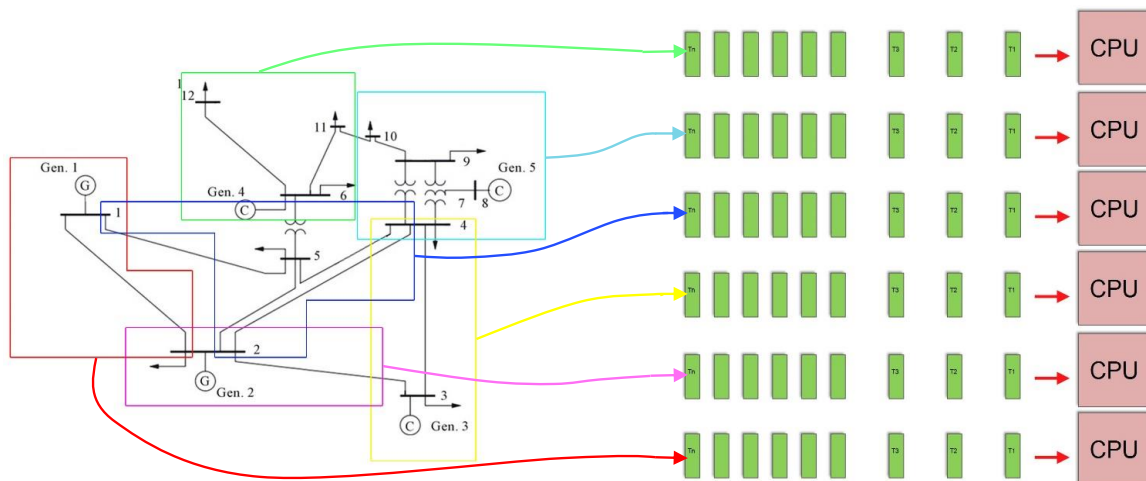 Tn T3 T2 T1 CPU
1
12
11
10
9
Gen. 5
Tn T3 T2 T1 CPU
Gen. 1
G
Gen. 4
6
7
8
C
C
1
4
Tn T3 T2 T1 CPU
5
Tn T3 T2 T1 CPU
2
G
Gen. 2
Tn T3 T2 T1 CPU
3
C
Gen. 3
Tn T3 T2 T1 CPU